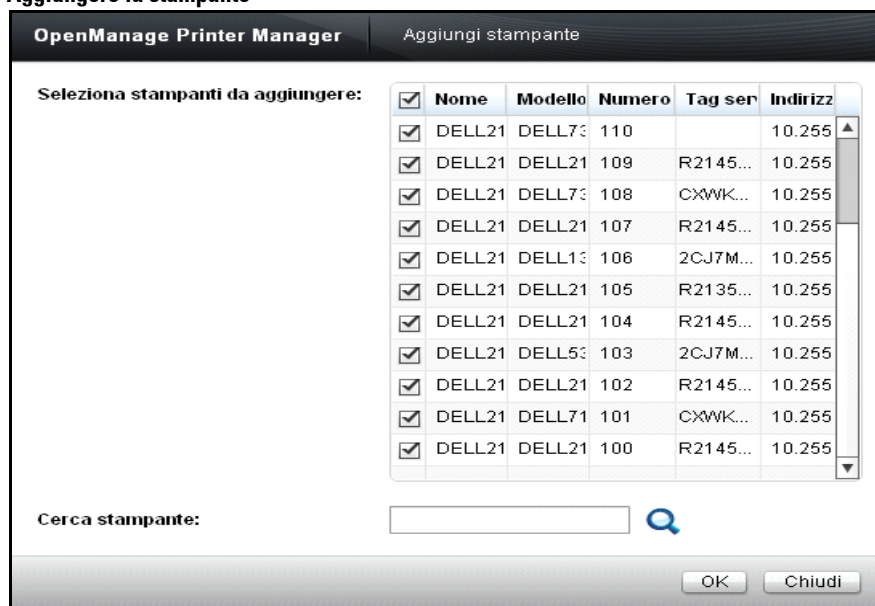 Aggiungere la stampante
OpenManage Printer Manager Aggiungi stampante
Seleziona stampanti da aggiungere:
Nome Modello Numero Tag ser Indirizz
DELL21 DELL73 110 10.255
DELL21 DELL21 109 R2145... 10.255
DELL21 DELL73 108 CXWK... 10.255
DELL21 DELL21 107 R2145... 10.255
DELL21 DELL13 106 2CJ7M... 10.255
DELL21 DELL21 105 R2135... 10.255
DELL21 DELL21 104 R2145... 10.255
DELL21 DELL53 103 2CJ7M... 10.255
DELL21 DELL21 102 R2145... 10.255
DELL21 DELL71 101 CXWK... 10.255
DELL21 DELL21 100 R2145... 10.255
Cerca stampante:
OK Chiudi